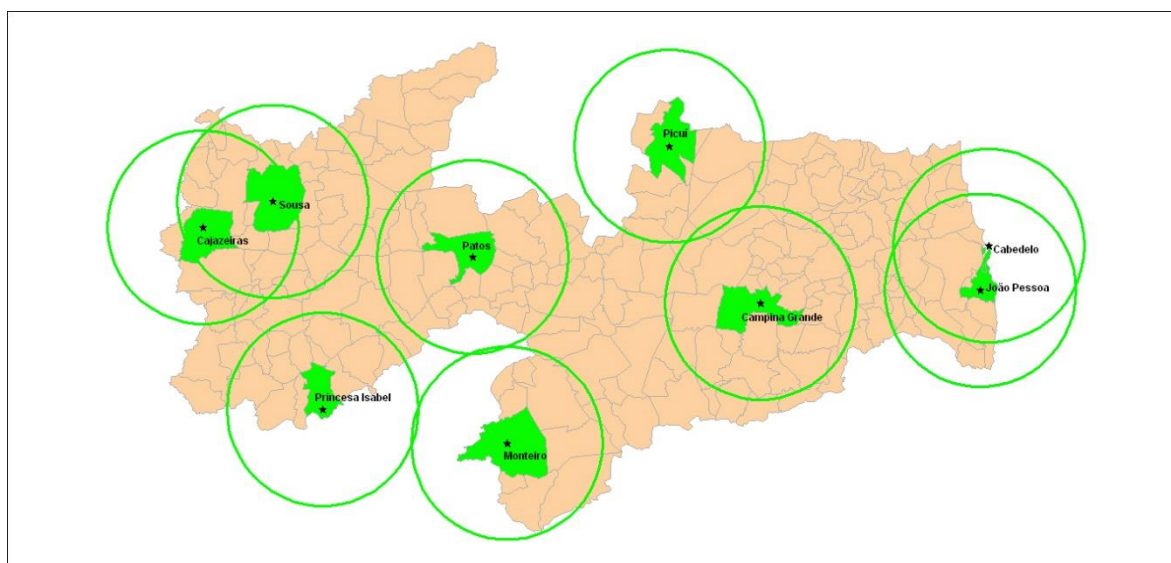 Picuí
Sousa
Cajazeiras
Patos
Cabedelo
João Pessoa
Campina Grande
Princesa Isabel
Monteiro